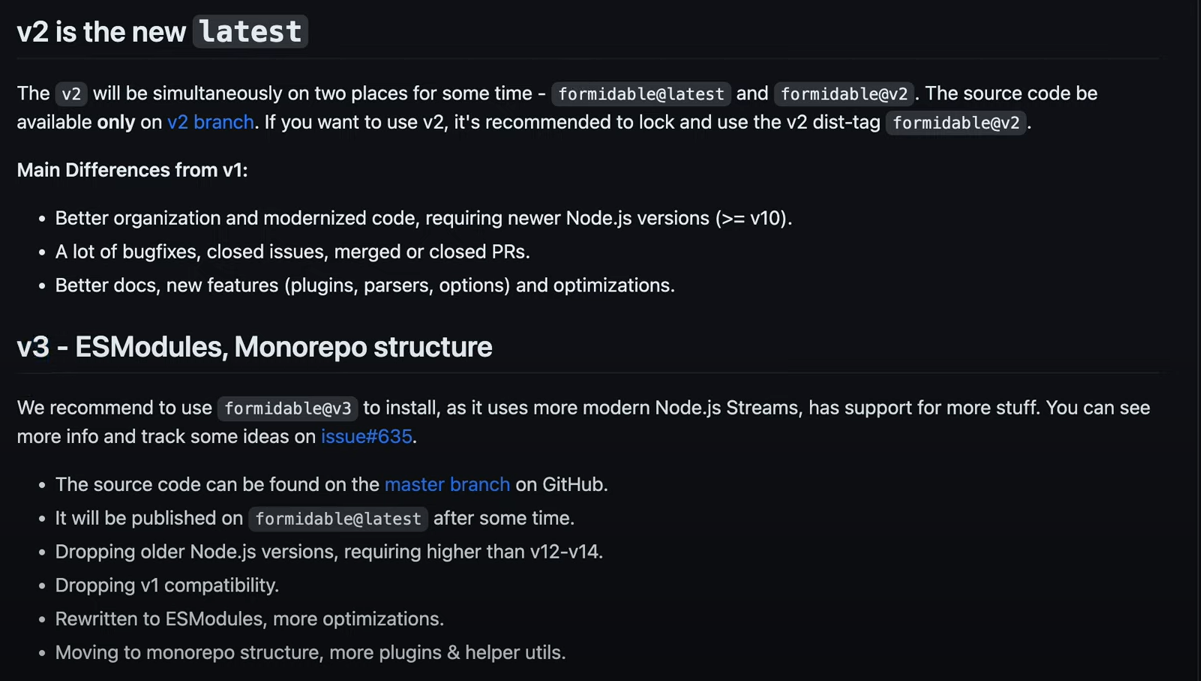 v2 is the new latest
The v2 will be simultaneously on two places for some time - formidable@latest and formidable@v2. The source code be
available only on v2 branch. If you want to use v2, it's recommended to lock and use the v2 dist-tag formidable@v2.
Main Differences from v1:
• Better organization and modernized code, requiring newer Node.js versions (>= v10).
• A lot of bugfixes, closed issues, merged or closed PRs.
• Better docs, new features (plugins, parsers, options) and optimizations.
v3 - ESModules, Monorepo structure
We recommend to use formidable@v3 to install, as it uses more modern Node.js Streams, has support for more stuff. You can see
more info and track some ideas on issue#635.
• The source code can be found on the master branch on GitHub.
• It will be published on formidable@latest after some time.
• Dropping older Node.js versions, requiring higher than v12-v14.
• Dropping v1 compatibility.
• Rewritten to ESModules, more optimizations.
• Moving to monorepo structure, more plugins & helper utils.